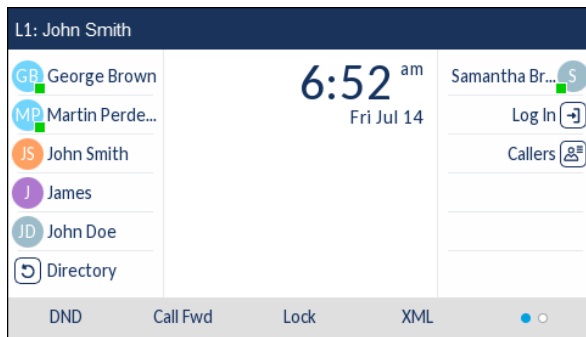 L1: John Smith
GB George Brown
MP Martin Perde...
JS John Smith
J James
JD John Doe
Directory
6:52 am
Fri Jul 14
Samantha Br... S
Log In
Callers
DND Call Fwd Lock XML